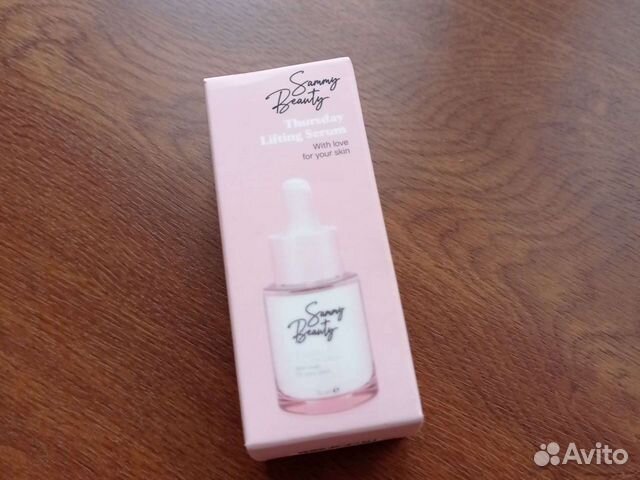 Sammy
Beauty
Thursday
Lifting Serum
With love
for your skin
Sammy
Beauty
Avito